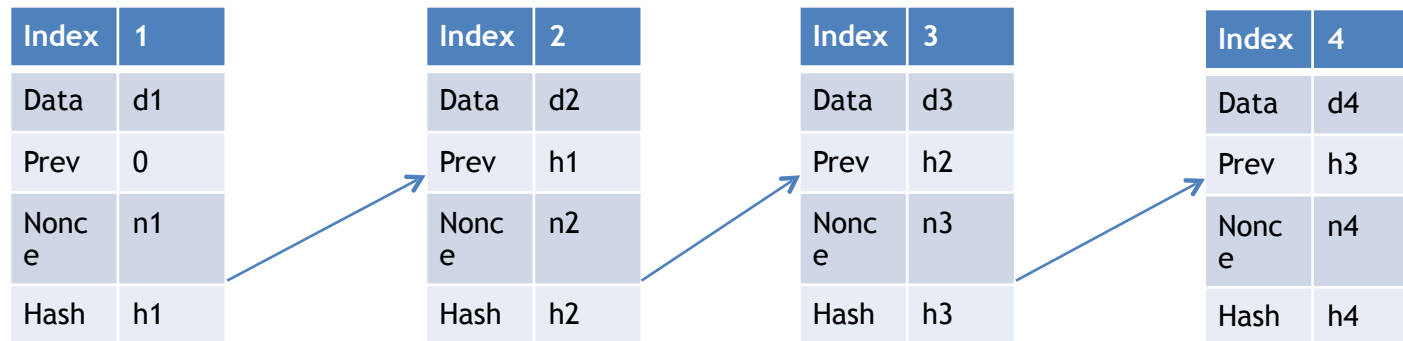 Index 1
Data d1
Prev 0
Nonc n1
e
Hash h1
Index 2
Data d2
Prev h1
Nonc n2
e
Hash h2
Index 3
Data d3
Prev h2
Nonc n3
e
Hash h3
Index 4
Data d4
Prev h3
Nonc n4
e
Hash h4